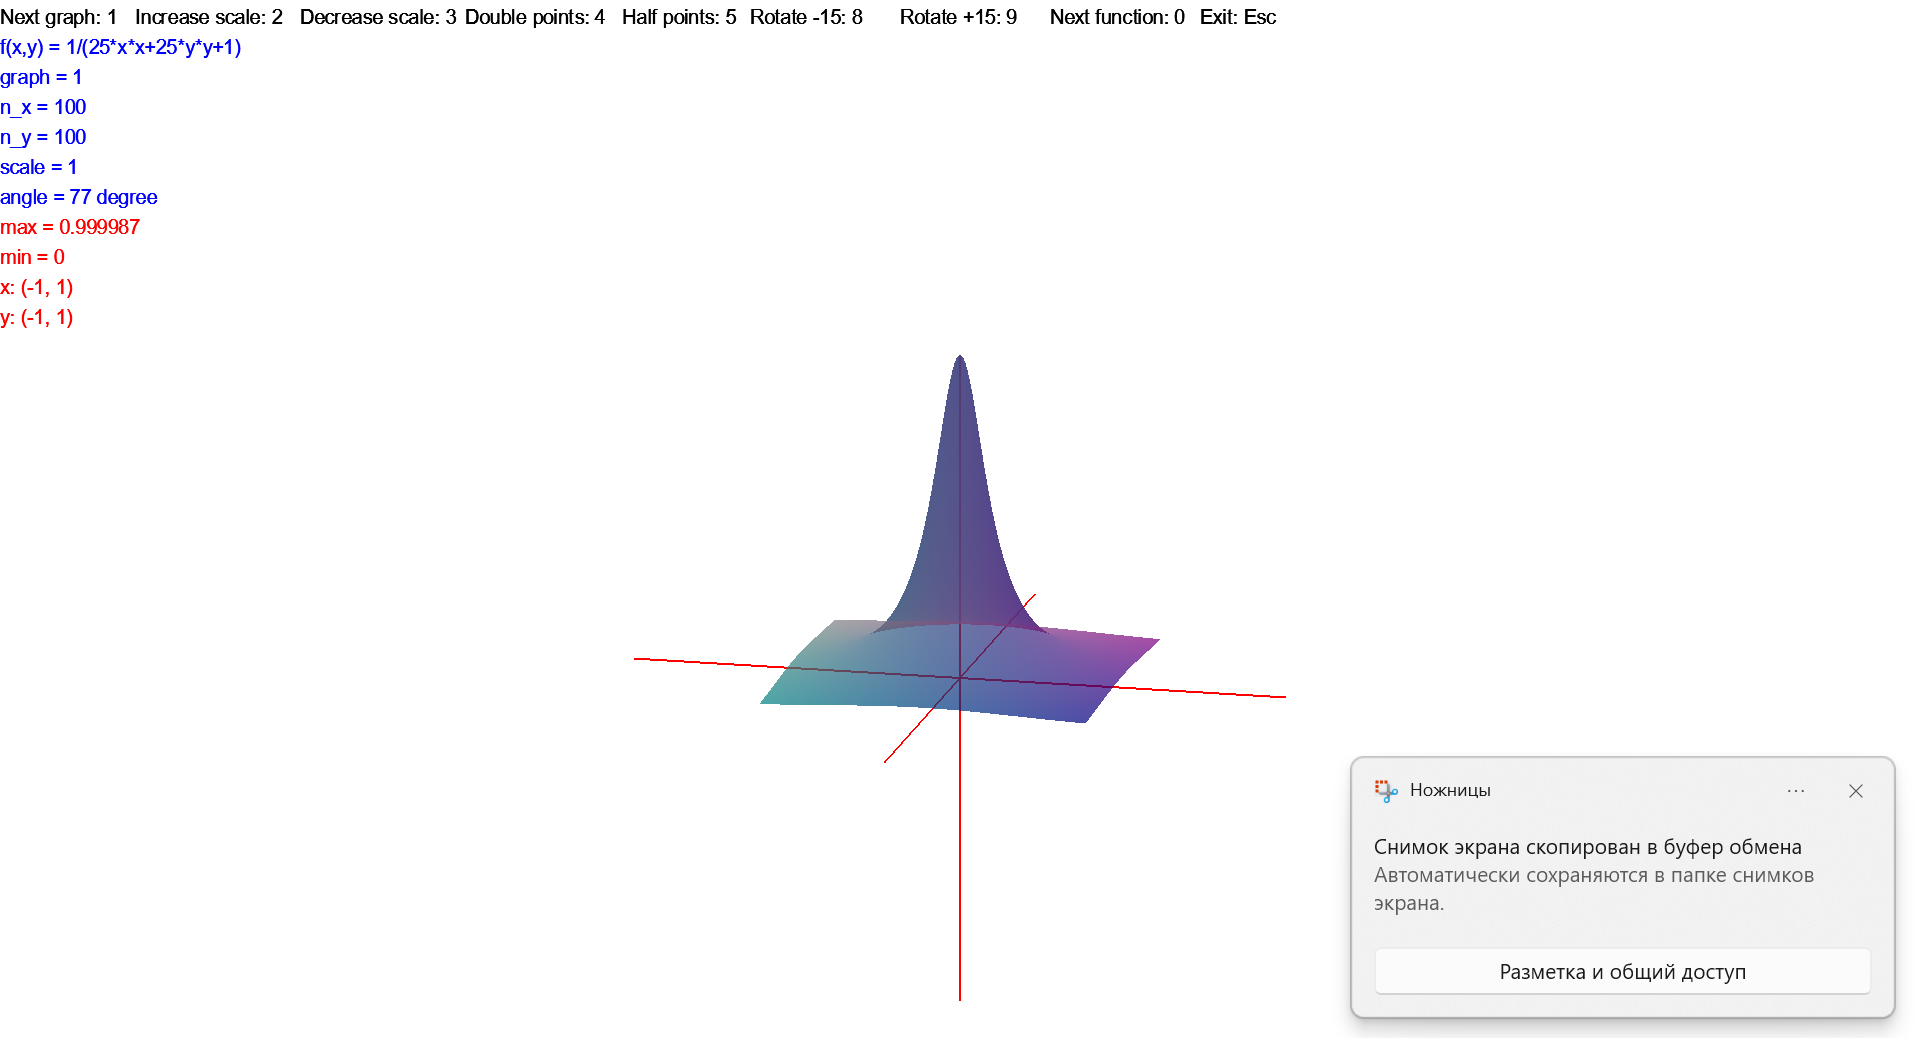 Next graph: 1 Increase scale: 2 Decrease scale: 3 Double points: 4 Half points: 5 Rotate -15: 8 Rotate +15: 9 Next function: 0 Exit: Esc
f(x,y) = 1/(25*x*x+25*y*y+1)
graph = 1
n_x = 100
n_y = 100
scale = 1
angle = 77 degree
max = 0.999987
min = 0
x: (-1, 1)
y: (-1, 1)
Ножницы
Снимок экрана скопирован в буфер обмена
Автоматически сохраняются в папке снимков
экрана.
Разметка и общий доступ